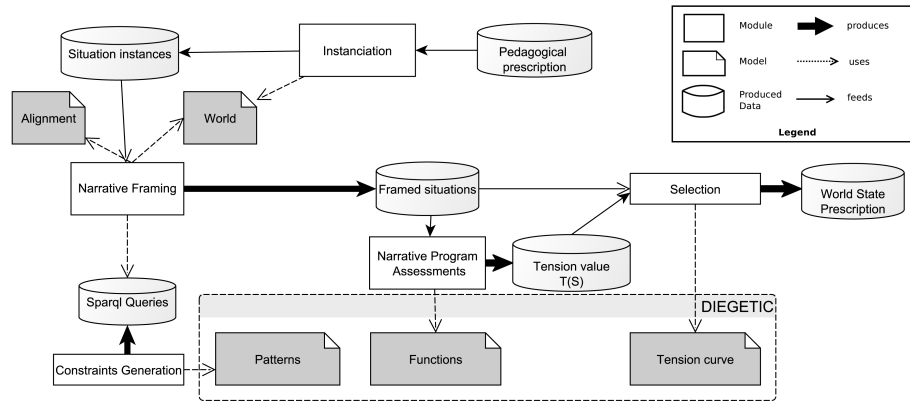 Situation instances
Instanciation
Pedagogical
prescription
Module
produces
Model
uses
Produced
Data
feeds
Legend
Alignment
World
Narrative Framing
Framed situations
Selection
World State
Prescription
Narrative Program
Assessments
Tension value
T(S)
Sparql Queries
DIEGETIC
Constraints Generation
Patterns
Functions
Tension curve